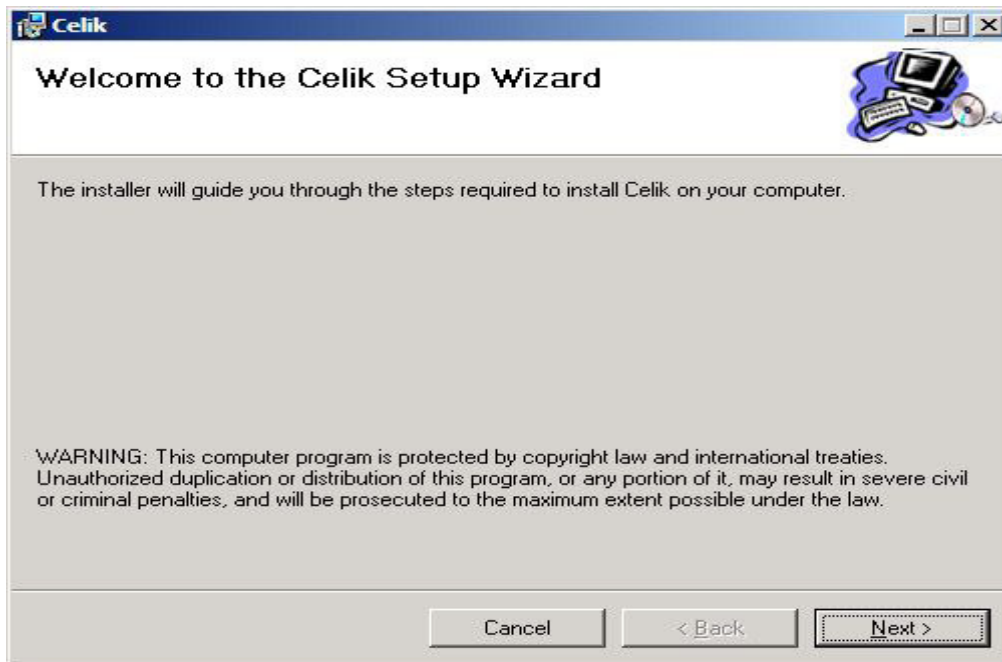 Celik
Welcome to the Celik Setup Wizard
The installer will guide you through the steps required to install Celik on your computer.
WARNING: This computer program is protected by copyright law and international treaties.
Unauthorized duplication or distribution of this program, or any portion of it, may result in severe civil
or criminal penalties, and will be prosecuted to the maximum extent possible under the law.
Cancel
< Back
Next >